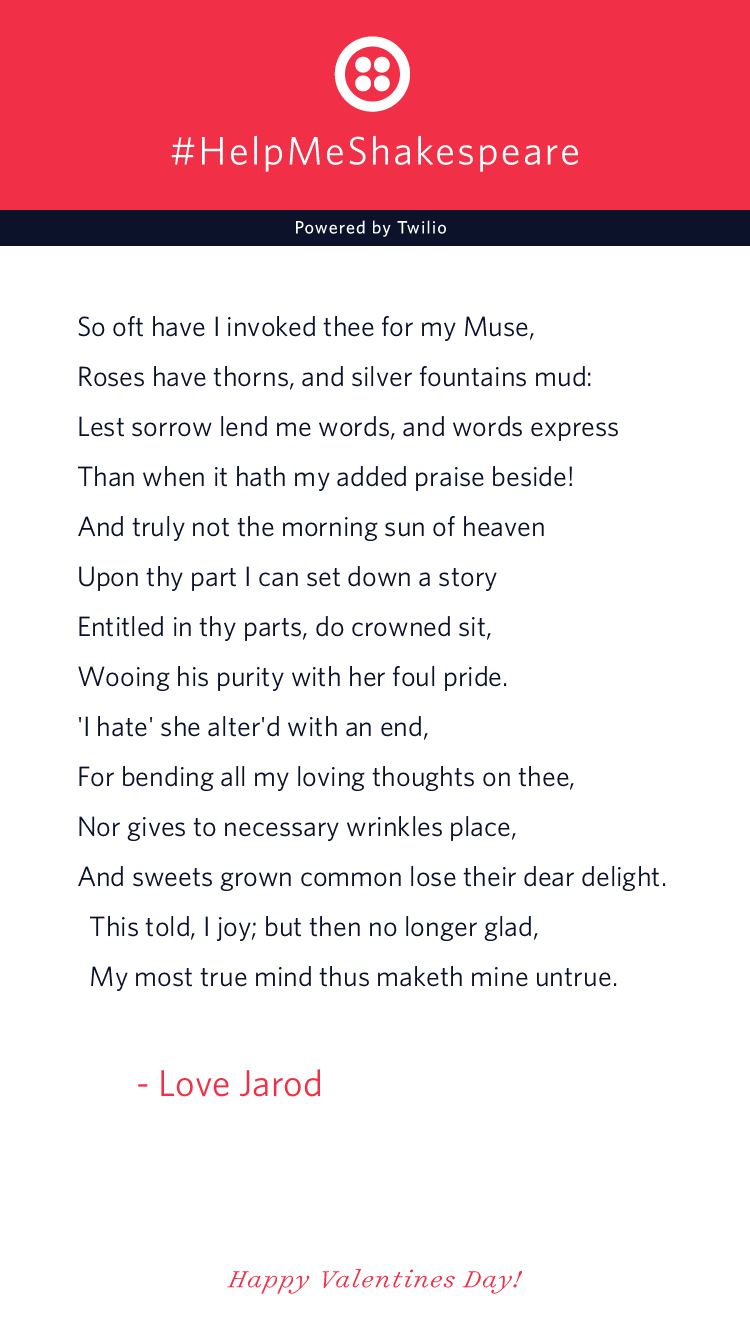 #HelpMeShakespeare
Powered by Twilio
So oft have I invoked thee for my Muse,
Roses have thorns, and silver fountains mud:
Lest sorrow lend me words, and words express
Than when it hath my added praise beside!
And truly not the morning sun of heaven
Upon thy part I can set down a story
Entitled in thy parts, do crowned sit,
Wooing his purity with her foul pride.
'I hate' she alter'd with an end,
For bending all my loving thoughts on thee,
Nor gives to necessary wrinkles place,
And sweets grown common lose their dear delight.
This told, I joy; but then no longer glad,
My most true mind thus maketh mine untrue.
- Love Jarod
Happy Valentines Day!